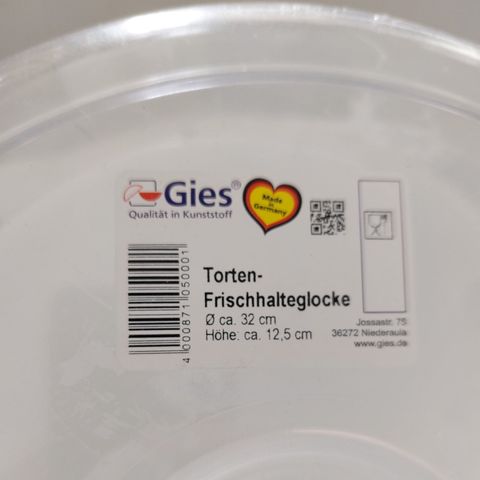 Gies®
Qualität in Kunststoff
Made
in
Germany
Torten-
Frischhalteglocke
Ø ca. 32 cm
Höhe: ca. 12,5 cm
4 000871 050001
Jossastr. 75
36272 Niederaula
www.gies.de